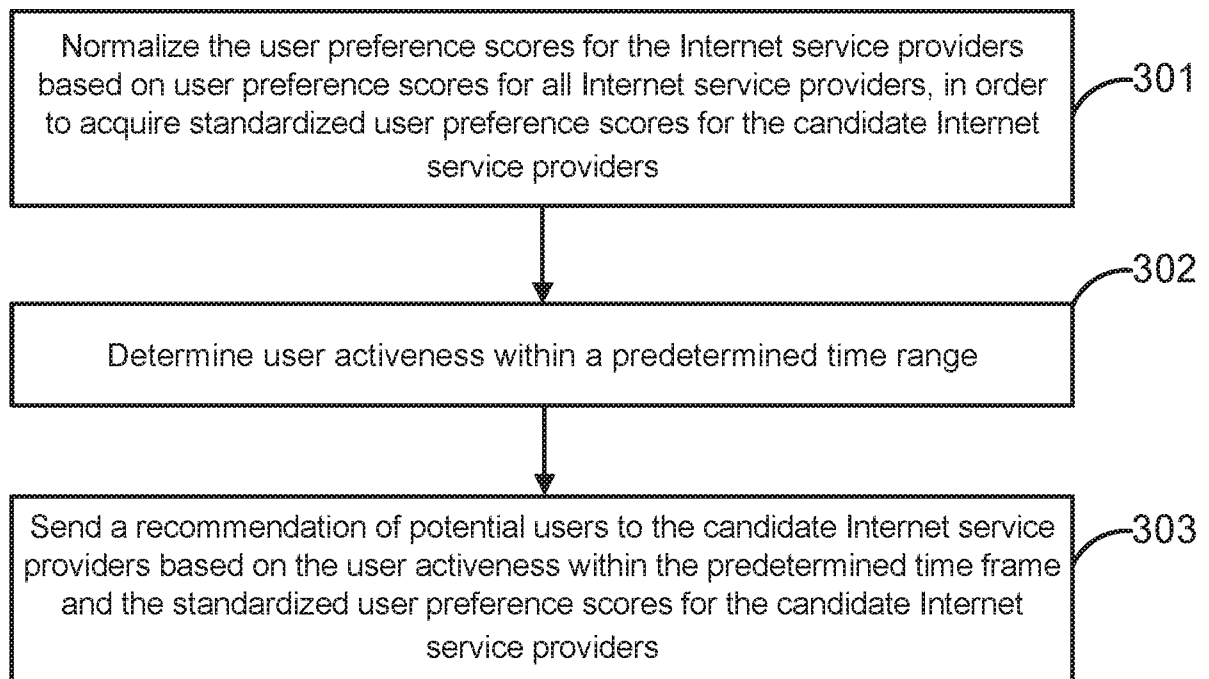 Normalize the user preference scores for the Internet service providers
based on user preference scores for all Internet service providers, in order
to acquire standardized user preference scores for the candidate Internet
service providers
301
302
Determine user activeness within a predetermined time range
Send a recommendation of potential users to the candidate Internet service
providers based on the user activeness within the predetermined time frame
and the standardized user preference scores for the candidate Internet
service providers
303